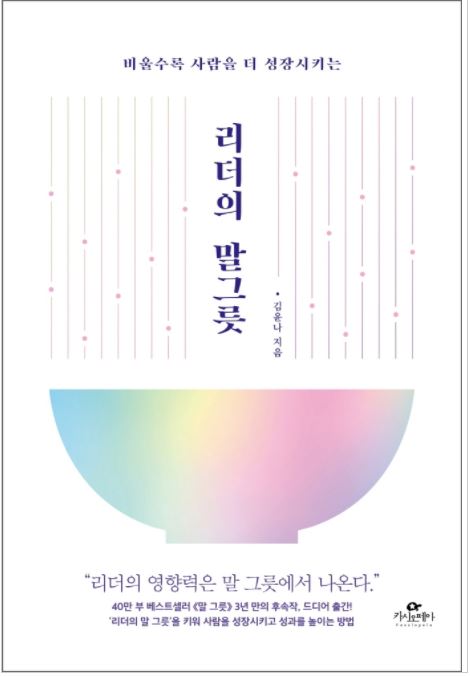 비울수록 사람을 더 성장시키는
리더의 말그릇
• 김윤나 지음
“리더의 영향력은 말 그릇에서 나온다.”
40만 부 베스트셀러 《말 그릇》 3년 만의 후속작, 드디어 출간!
‘리더의 말 그릇’을 키워 사람을 성장시키고 성과를 높이는 방법
카시오페아
Cassiopeia